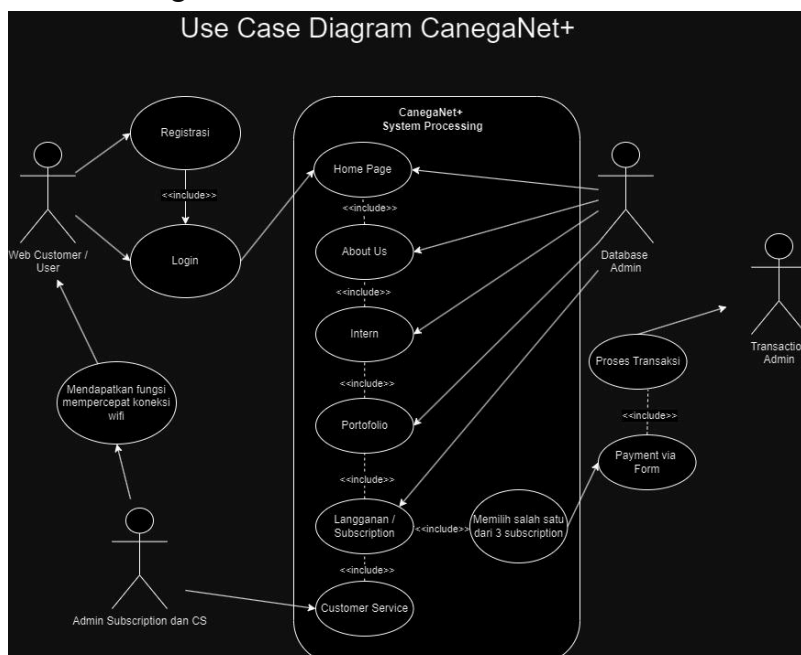 Use Case Diagram CanegaNet+
CanegaNet+
System Processing
Registrasi
<<include>>
Login
Web Customer /
User
Home Page
<<include>>
About Us
<<include>>
Intern
<<include>>
Portofolio
<<include>>
Langganan /
Subscription
<<include>>
Memilih salah satu
dari 3 subscription
<<include>>
Customer Service
Database
Admin
Transactio
Admin
Proses Transaksi
<<include>>
Payment via
Form
Mendapatkan fungsi
mempercepat koneksi
wifi
Admin Subscription dan CS